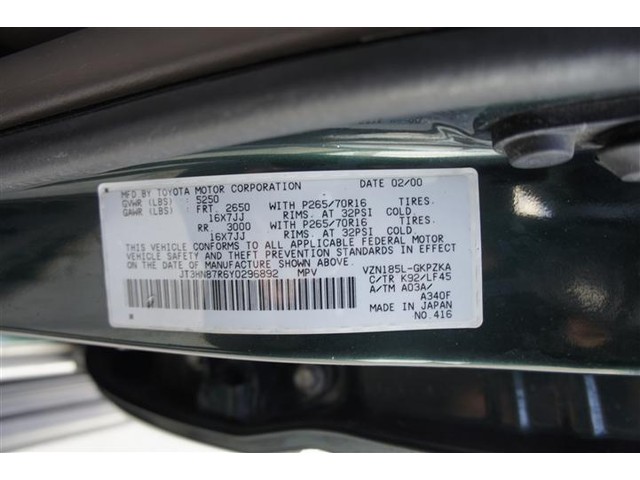 MFD BY TOYOTA MOTOR CORPORATION DATE 02/00
GVWR (LBS) 5250 WITH P265/70R16 TIRES.
GAWR (LBS) FRT 2650 RIMS. AT 32PSI COLD.
16X7JJ
RR 3000 WITH P265/70R16 TIRES.
16X7JJ RIMS. AT 32PSI COLD.
THIS VEHICLE CONFORMS TO ALL APPLICABLE FEDERAL MOTOR
VEHICLE SAFETY AND THEFT PREVENTION STANDARDS IN EFFECT
ON THE DATE OF MANUFACTURE SHOWN ABOVE.
JT3HN87R6Y0296892 MPV VZN185L-GKPZKA
C/TR K92/LF45
A/TM A03A/
A340F
MADE IN JAPAN
NO.416